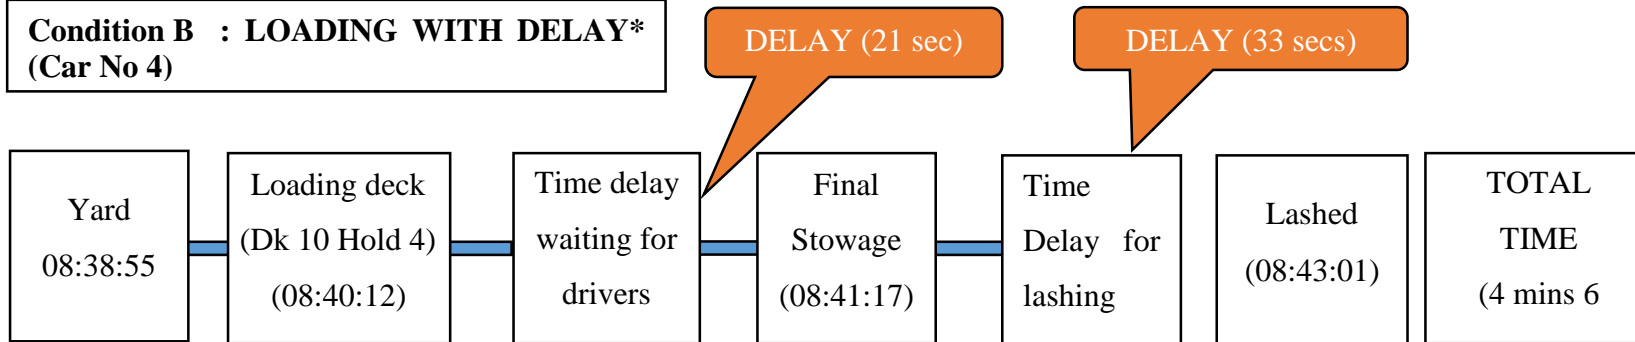 Condition B : LOADING WITH DELAY*
(Car No 4)
DELAY (21 sec)
DELAY (33 secs)
Yard
08:38:55
Loading deck
(Dk 10 Hold 4)
(08:40:12)
Time delay
waiting for
drivers
Final
Stowage
(08:41:17)
Time
Delay for
lashing
Lashed
(08:43:01)
TOTAL
TIME
(4 mins 6